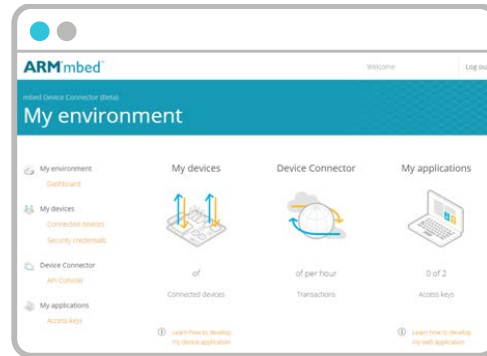 ARM mbed
Welcome
Log ou
mbed Device Connector (Beta)
My environment
My environment
Dashboard
My devices
Connected devices
Security credentials
Device Connector
API Console
My applications
Access keys
My devices
of
Connected devices
Learn how to develop
my device application
Device Connector
of per hour
Transactions
My applications
0 of 2
Access keys
Learn how to develop
my web application